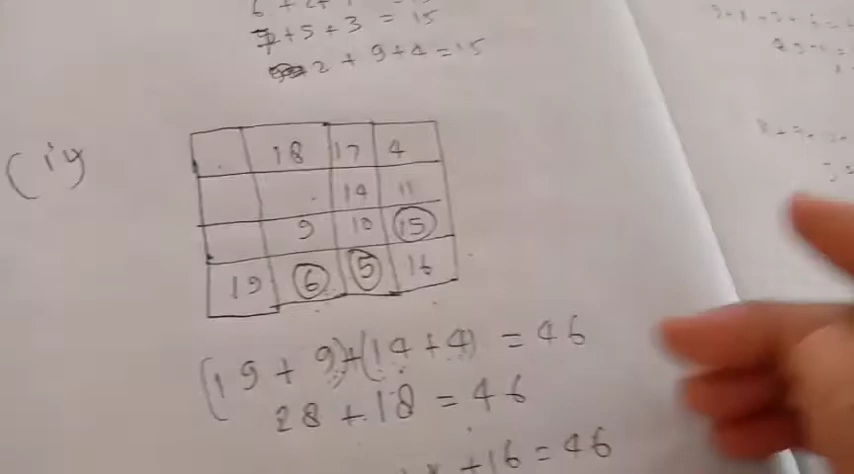 7+5+3 = 15
2 + 9+4 = 15
(iy
18 17 4
14 11
9 10 15
19 6 5 16
(19 + 9)+(14 + 4) = 46
28 + 18 = 46
+16 = 46